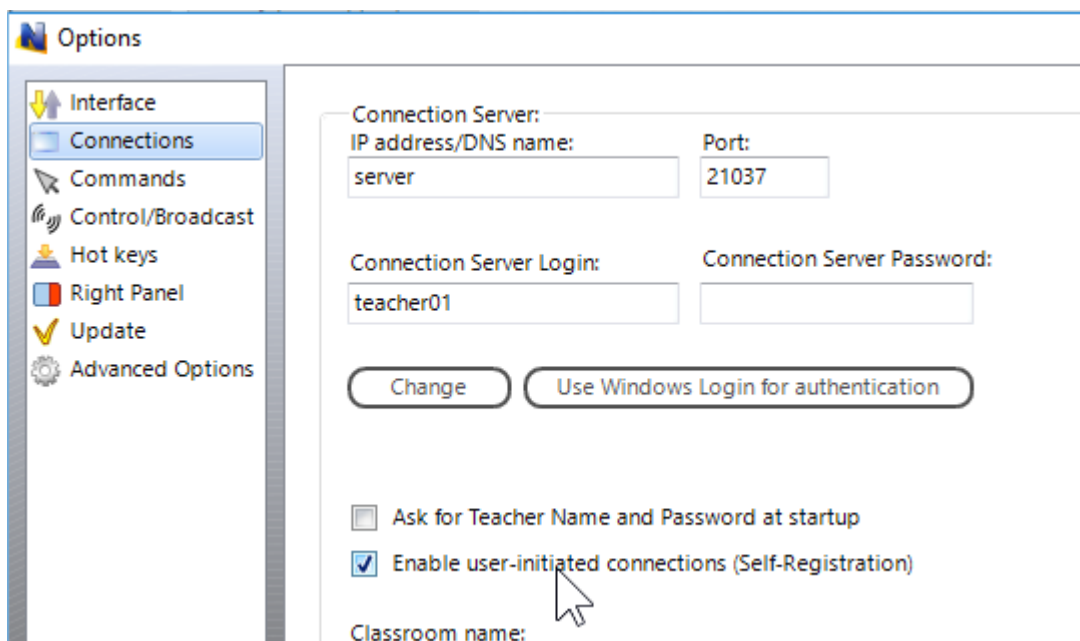 Options
Interface
Connections
Commands
Control/Broadcast
Hot keys
Right Panel
Update
Advanced Options
Connection Server:
IP address/DNS name: Port:
server 21037
Connection Server Login: Connection Server Password:
teacher01
Change Use Windows Login for authentication
Ask for Teacher Name and Password at startup
Enable user-initiated connections (Self-Registration)
Classroom name: